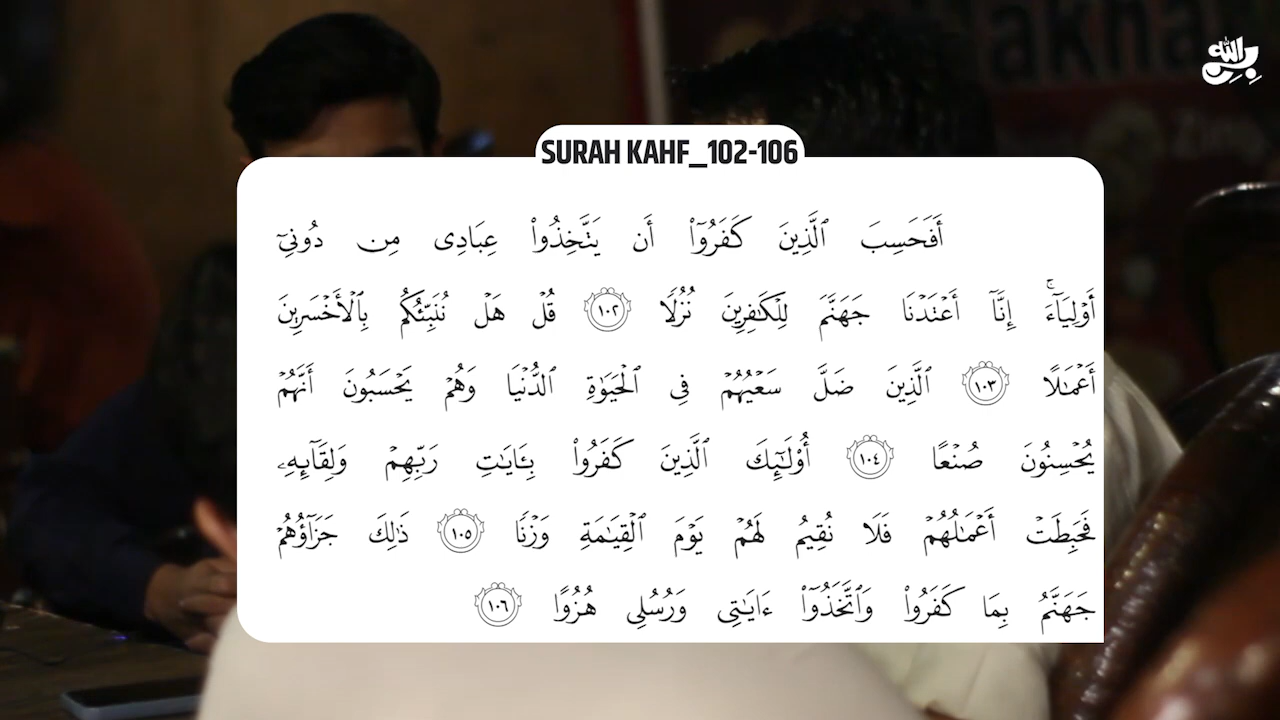 akha
SURAH KAHF_102-106
أَفَحَسِبَ ٱلَّذِينَ كَفَرُوٓا۟ أَن يَتَّخِذُوا۟ عِبَادِى مِن دُونِىٓ
أَوْلِيَآءَ ۚ إِنَّآ أَعْتَدْنَا جَهَنَّمَ لِلْكَـٰفِرِينَ نُزُلًا ١٠٢ قُلْ هَلْ نُنَبِّئُكُم بِٱلْأَخْسَرِينَ
أَعْمَـٰلًا ١٠٣ ٱلَّذِينَ ضَلَّ سَعْيُهُمْ فِى ٱلْحَيَوٰةِ ٱلدُّنْيَا وَهُمْ يَحْسَبُونَ أَنَّهُمْ
يُحْسِنُونَ صُنْعًا ١٠٤ أُو۟لَـٰٓئِكَ ٱلَّذِينَ كَفَرُوا۟ بِـَٔايَـٰتِ رَبِّهِمْ وَلِقَآئِهِۦ
فَحَبِطَتْ أَعْمَـٰلُهُمْ فَلَا نُقِيمُ لَهُمْ يَوْمَ ٱلْقِيَـٰمَةِ وَزْنًا ١٠٥ ذَٰلِكَ جَزَآؤُهُمْ
جَهَنَّمُ بِمَا كَفَرُوا۟ وَٱتَّخَذُوٓا۟ ءَايَـٰتِى وَرُسُلِى هُزُوًا ١٠٦